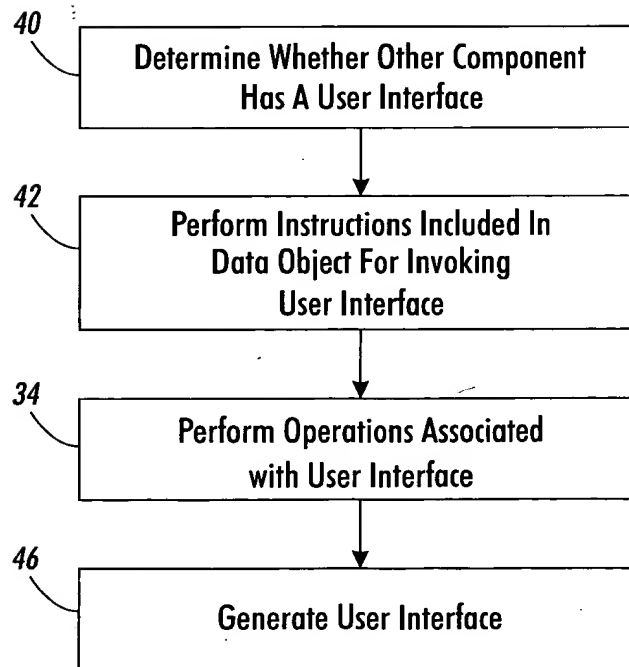 40
Determine Whether Other Component
Has A User Interface
42
Perform Instructions Included In
Data Object For Invoking
User Interface
34
Perform Operations Associated
with User Interface
46
Generate User Interface